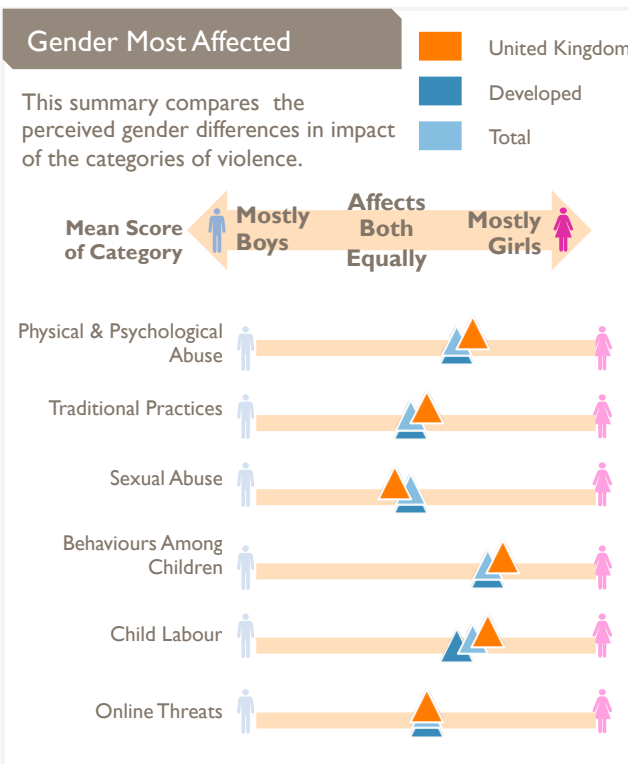 Gender Most Affected
United Kingdom
Developed
Total
This summary compares the
perceived gender differences in impact
of the categories of violence.
Mean Score
of Category
Mostly
Boys
Affects
Both
Equally
Mostly
Girls
Physical & Psychological
Abuse
Traditional Practices
Sexual Abuse
Behaviours Among
Children
Child Labour
Online Threats